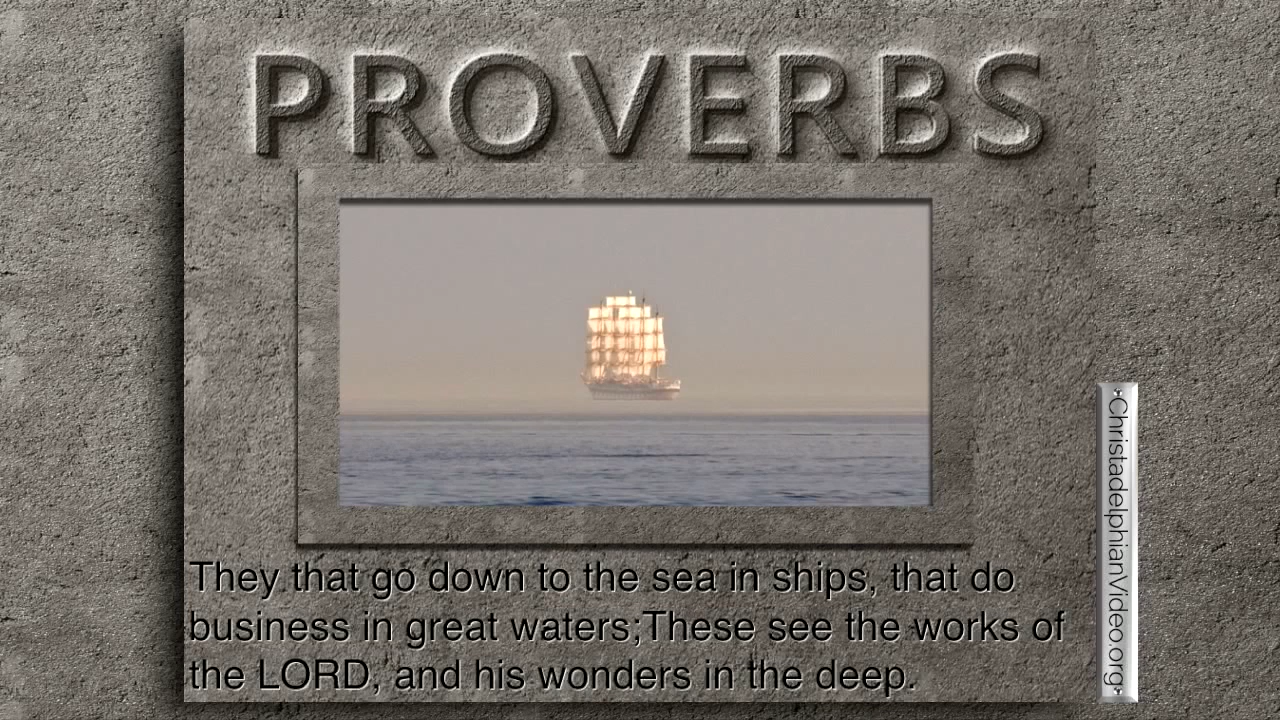 PROVERBS
They that go down to the sea in ships, that do
business in great waters;These see the works of
the LORD, and his wonders in the deep.
ChristadelphianVideo.org